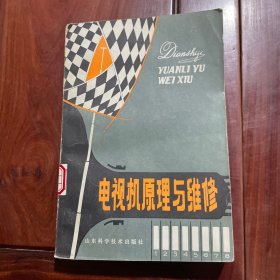 Dianshiji
YUANLI YU
WEI XIU
电视机原理与维修
山东科学技术出版社
1 2 3 4 5 6 7 8